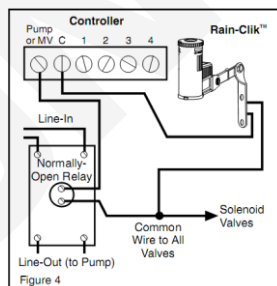 Controller
Pump
or MV C 1 2 3 4
Rain-Clik™
Line-In
Normally-
Open Relay
Solenoid
Valves
Common
Wire to All
Valves
Line-Out (to Pump)
Figure 4